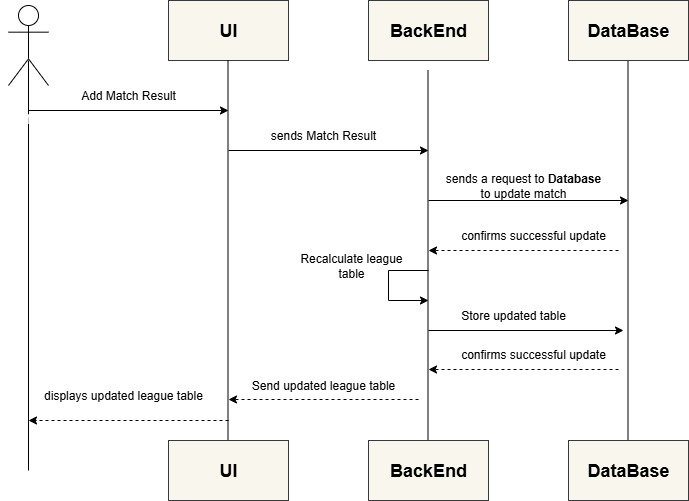 UI
BackEnd
DataBase
Add Match Result
sends Match Result
sends a request to Database
to update match
confirms successful update
Recalculate league
table
Store updated table
confirms successful update
Send updated league table
displays updated league table
UI
BackEnd
DataBase